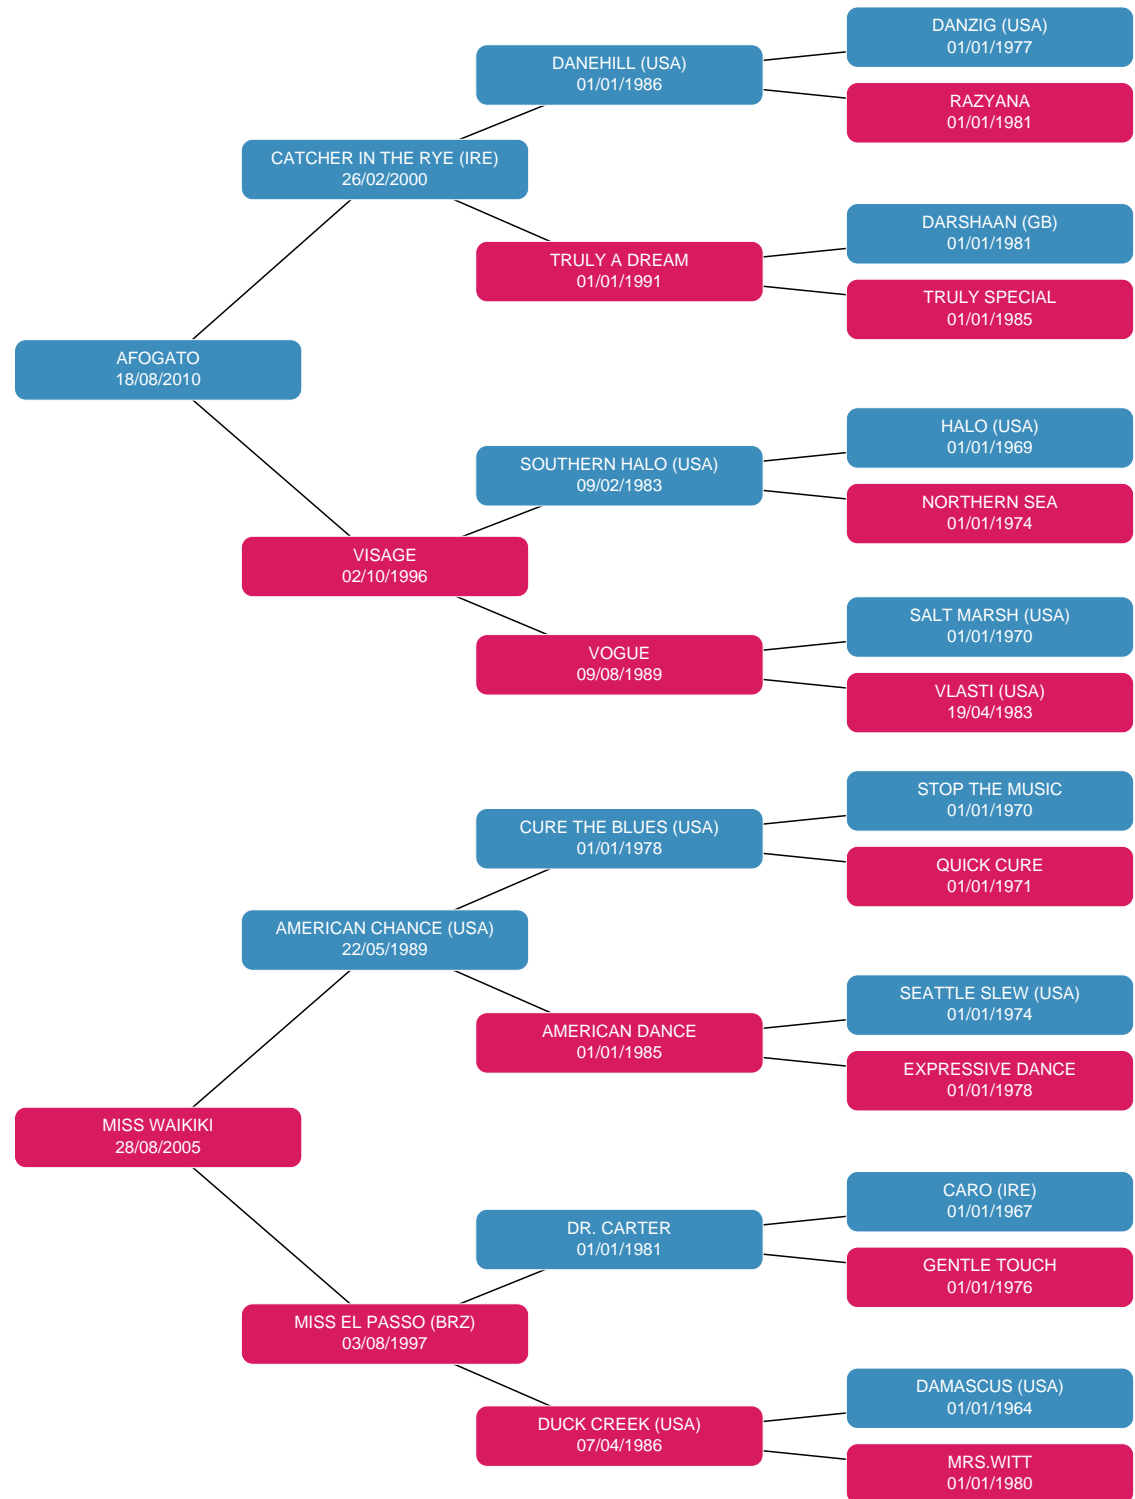 DANZIG (USA)
01/01/1977
DANEHILL (USA)
01/01/1986
RAZYANA
01/01/1981
CATCHER IN THE RYE (IRE)
26/02/2000
DARSHAAN (GB)
01/01/1981
TRULY A DREAM
01/01/1991
TRULY SPECIAL
01/01/1985
AFOGATO
18/08/2010
HALO (USA)
01/01/1969
SOUTHERN HALO (USA)
09/02/1983
NORTHERN SEA
01/01/1974
VISAGE
02/10/1996
SALT MARSH (USA)
01/01/1970
VOGUE
09/08/1989
VLASTI (USA)
19/04/1983
STOP THE MUSIC
01/01/1970
CURE THE BLUES (USA)
01/01/1978
QUICK CURE
01/01/1971
AMERICAN CHANCE (USA)
22/05/1989
SEATTLE SLEW (USA)
01/01/1974
AMERICAN DANCE
01/01/1985
EXPRESSIVE DANCE
01/01/1978
MISS WAIKIKI
28/08/2005
CARO (IRE)
01/01/1967
DR. CARTER
01/01/1981
GENTLE TOUCH
01/01/1976
MISS EL PASSO (BRZ)
03/08/1997
DAMASCUS (USA)
01/01/1964
DUCK CREEK (USA)
07/04/1986
MRS.WITT
01/01/1980